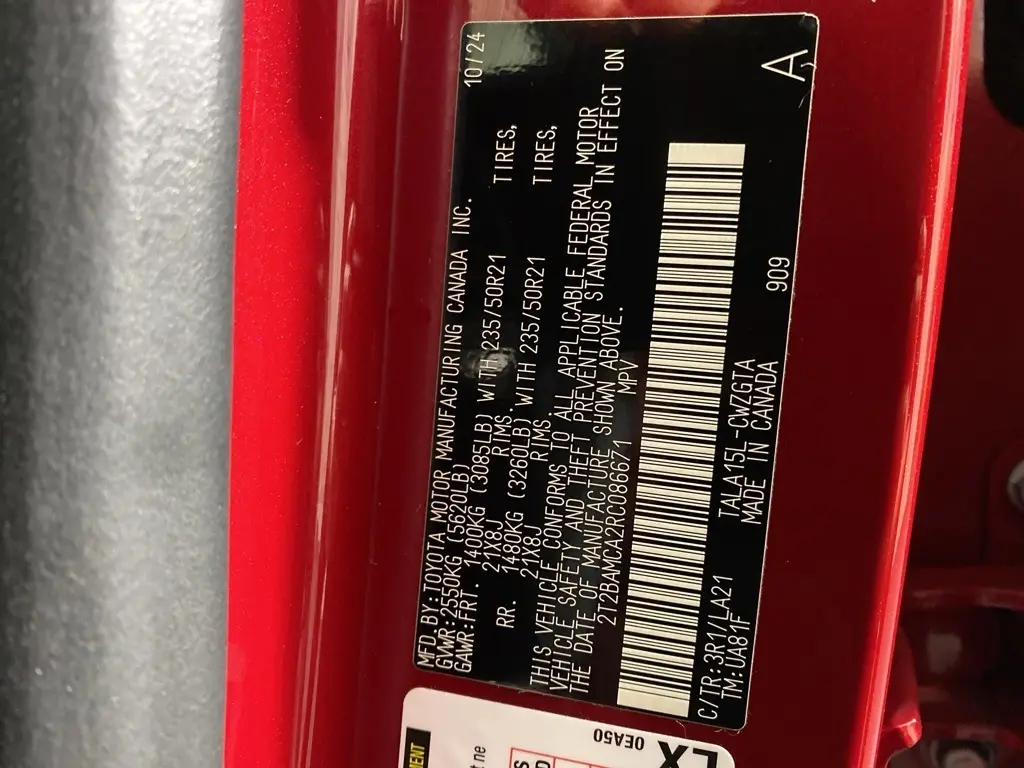 MFD.BY:TOYOTA MOTOR MANUFACTURING CANADA INC. 10/24
GVWR:2550KG (5620LB)
GAWR:FRT. 1400KG (3085LB) WITH 235/50R21 TIRES,
21X8J RIMS.
RR. 1480KG (3260LB) WITH 235/50R21 TIRES,
21X8J RIMS.
THIS VEHICLE CONFORMS TO ALL APPLICABLE FEDERAL MOTOR
VEHICLE SAFETY AND THEFT PREVENTION STANDARDS IN EFFECT ON
THE DATE OF MANUFACTURE SHOWN ABOVE.
2T2BAMCA2RC086671 MPV
C/TR:3R1/LA21 TALA15L-CWZGTA
TM:UA81F MADE IN CANADA 909
A
0EA50